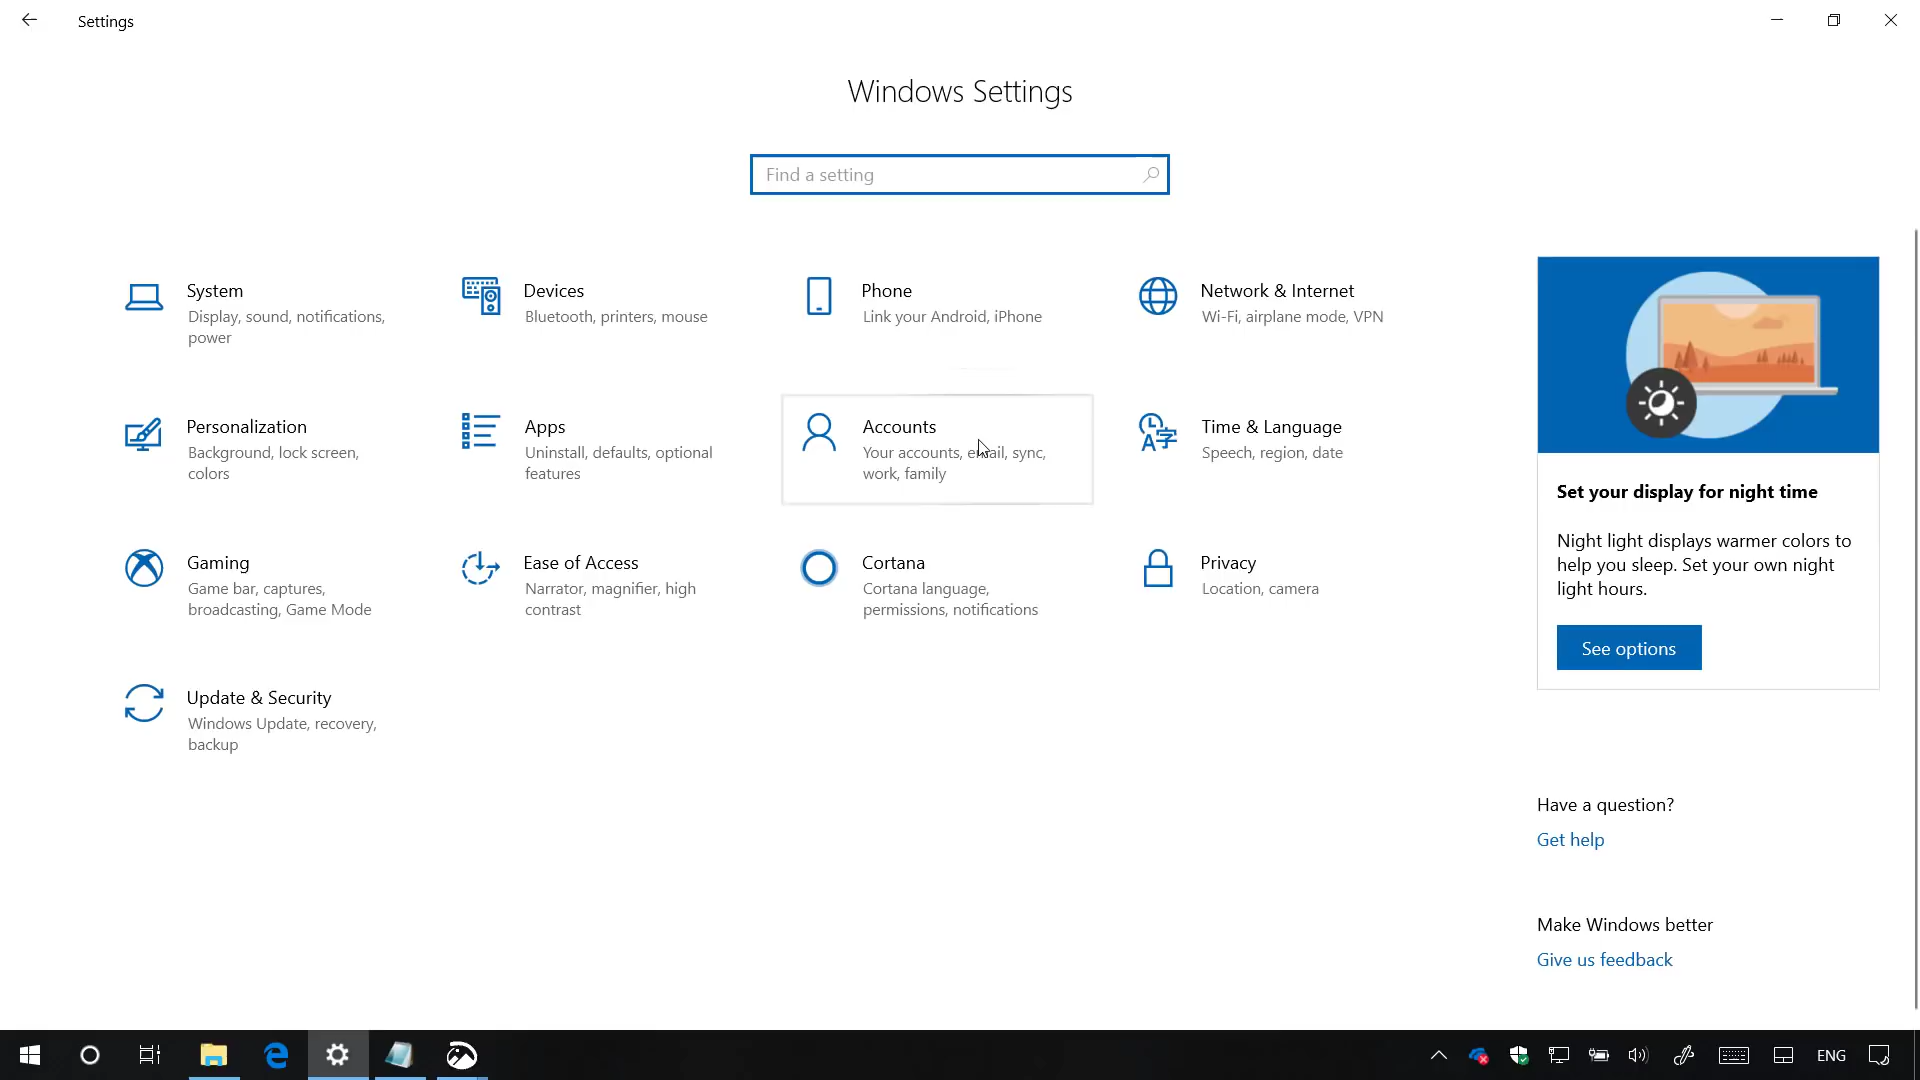 Settings
Windows Settings
Find a setting
System
Display, sound, notifications,
power
Devices
Bluetooth, printers, mouse
Phone
Link your Android, iPhone
Network & Internet
Wi-Fi, airplane mode, VPN
Personalization
Background, lock screen,
colors
Apps
Uninstall, defaults, optional
features
Accounts
Your accounts, email, sync,
work, family
Time & Language
Speech, region, date
Gaming
Game bar, captures,
broadcasting, Game Mode
Ease of Access
Narrator, magnifier, high
contrast
Cortana
Cortana language,
permissions, notifications
Privacy
Location, camera
Update & Security
Windows Update, recovery,
backup
Set your display for night time
Night light displays warmer colors to
help you sleep. Set your own night
light hours.
See options
Have a question?
Get help
Make Windows better
Give us feedback
ENG